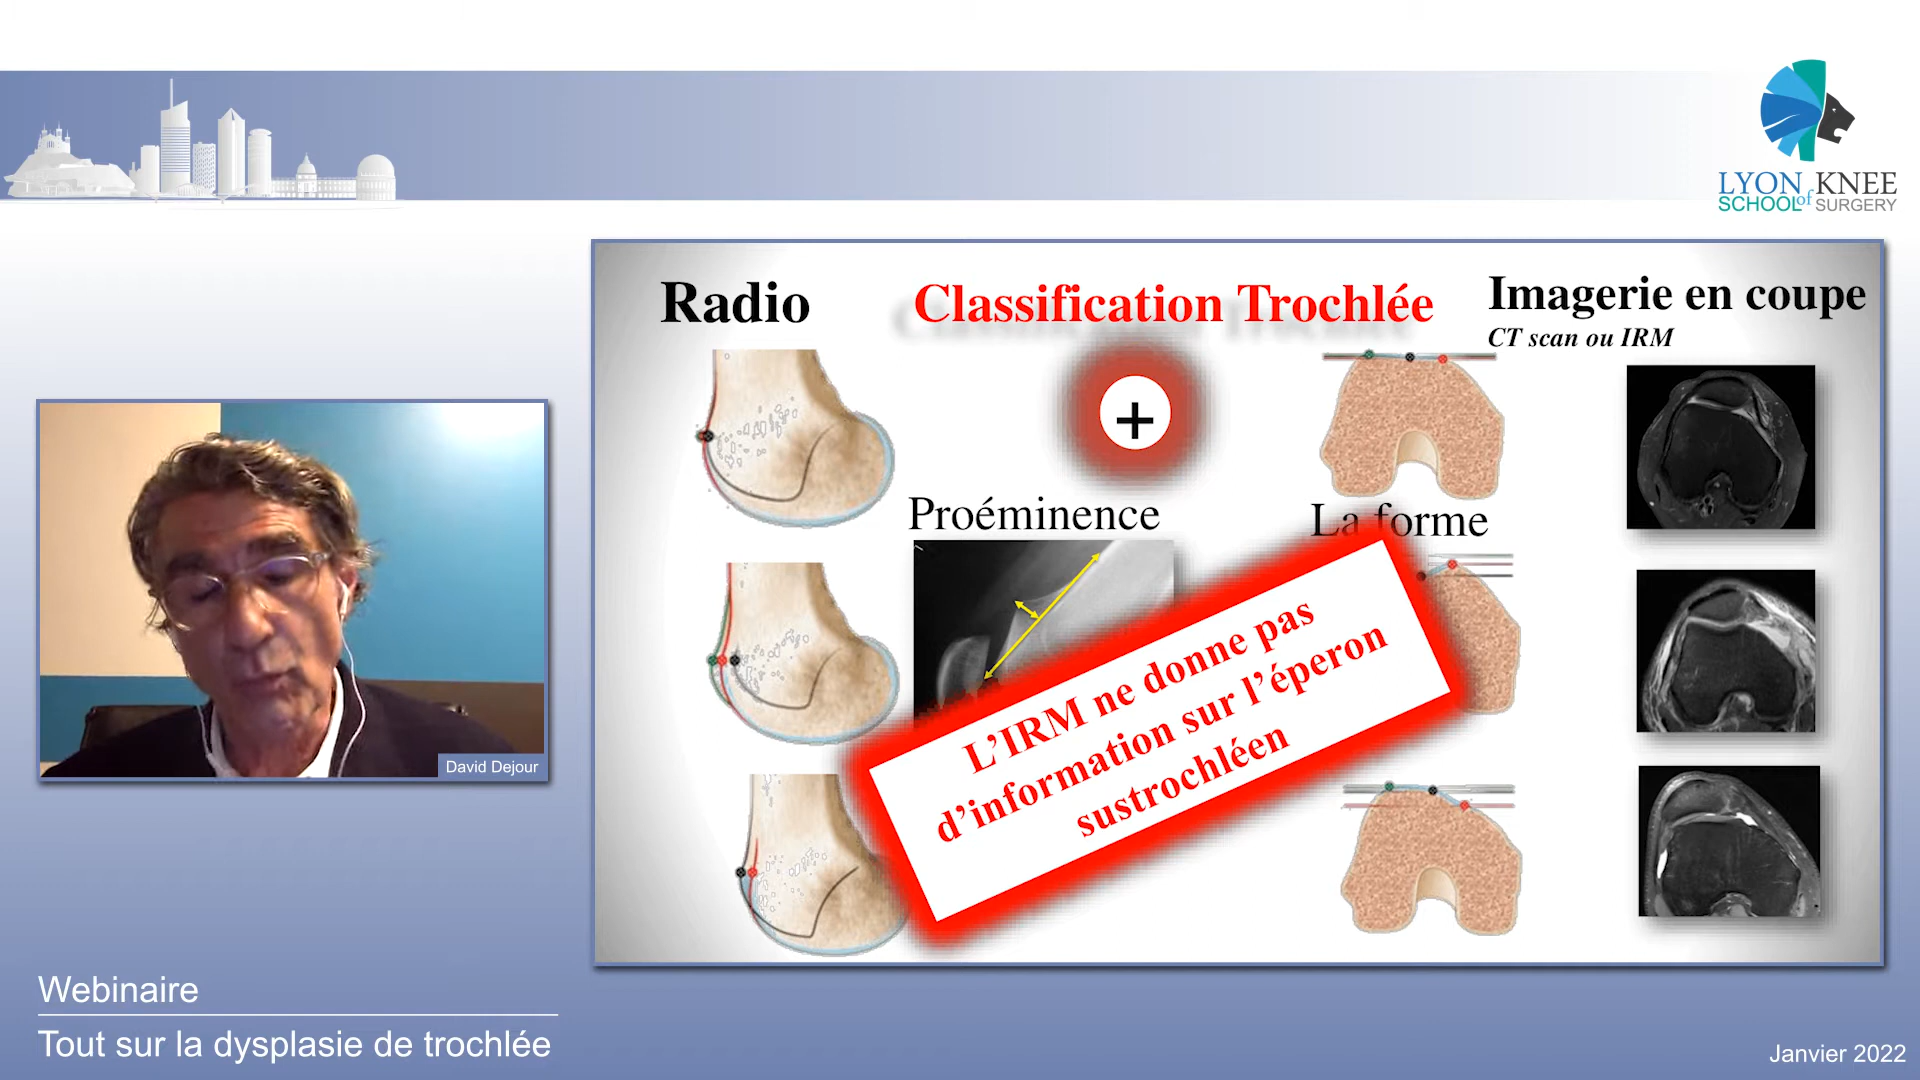 LYON KNEE
SCHOOL of SURGERY
Radio
Classification Trochlée
Imagerie en coupe
CT scan ou IRM
+
Proéminence
La forme
L’IRM ne donne pas
d’information sur l’éperon
sustrochléen
David Dejour
Webinaire
Tout sur la dysplasie de trochlée
Janvier 2022